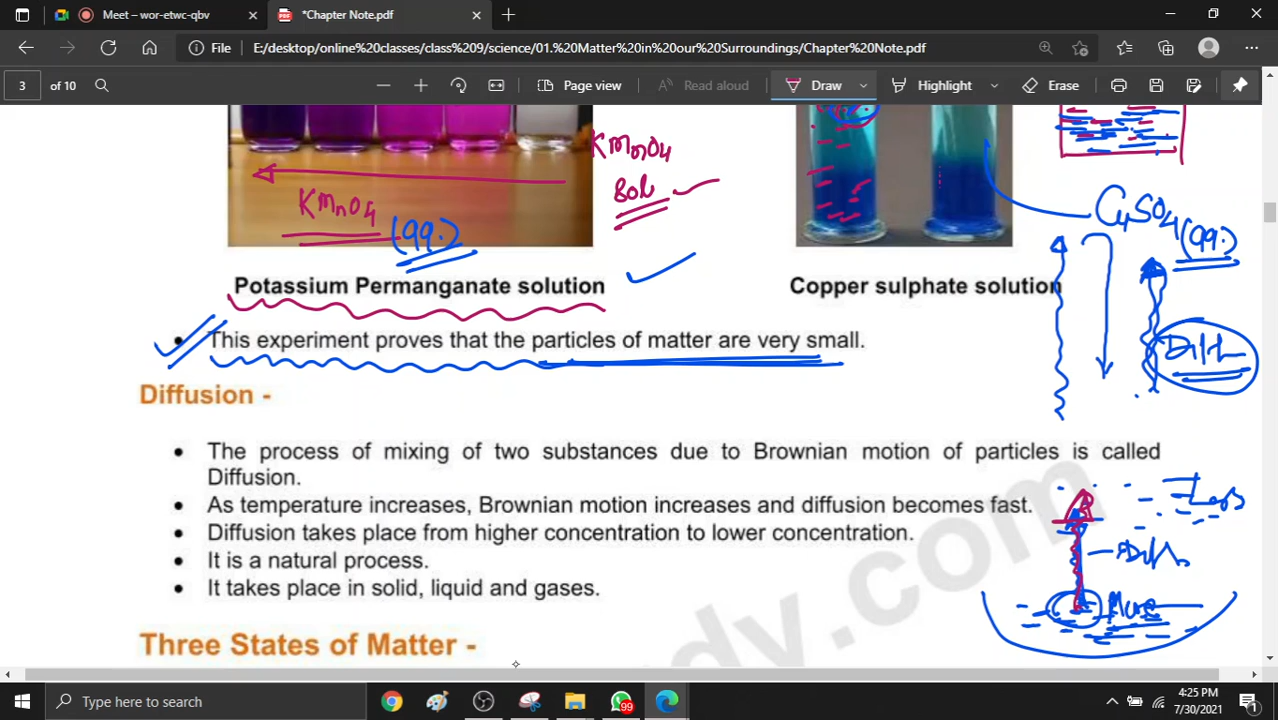 Meet – wor-etwc-qbv
*Chapter Note.pdf
File
E:/desktop/online%20classes/class%209/science/01.%20Matter%20in%20our%20Surroundings/Chapter%20Note.pdf
3 of 10
Page view
Read aloud
Draw
Highlight
Erase
KMnO4
Sol
KMnO4
(99.)
CuSO4
(99.)
Potassium Permanganate solution
Copper sulphate solution
• This experiment proves that the particles of matter are very small.
Diffusion -
• The process of mixing of two substances due to Brownian motion of particles is called
Diffusion.
• As temperature increases, Brownian motion increases and diffusion becomes fast.
Less
• Diffusion takes place from higher concentration to lower concentration.
• It is a natural process.
• It takes place in solid, liquid and gases.
More
Three States of Matter -
dy.com
Type here to search
99
4:25 PM
7/30/2021
1